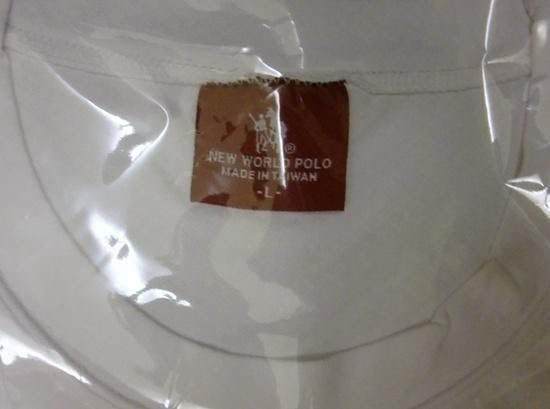 ®
NEW WORLD POLO
MADE IN TAIWAN
- L -